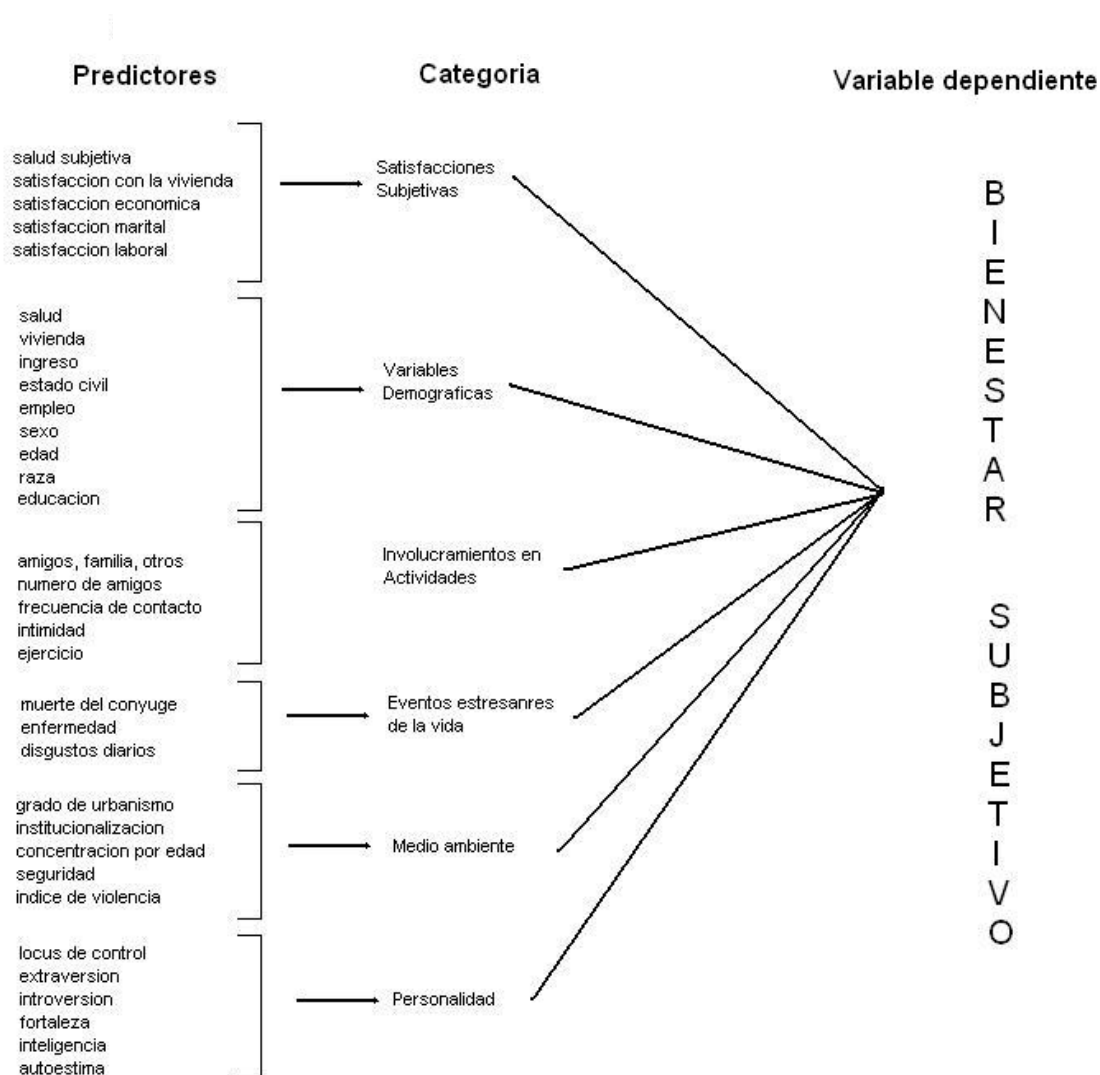 Predictores
Categoria
Variable dependiente
salud subjetiva
satisfaccion con la vivienda
satisfaccion economica
satisfaccion marital
satisfaccion laboral
Satisfacciones
Subjetivas
salud
vivienda
ingreso
estado civil
empleo
sexo
edad
raza
educacion
Variables
Demograficas
amigos, familia, otros
numero de amigos
frecuencia de contacto
intimidad
ejercicio
Involucramientos en
Actividades
muerte del conyuge
enfermedad
disgustos diarios
Eventos estresanres
de la vida
grado de urbanismo
institucionalizacion
concentracion por edad
seguridad
indice de violencia
Medio ambiente
locus de control
extraversion
introversion
fortaleza
inteligencia
autoestima
Personalidad
BIENESTAR
SUBJETIVO